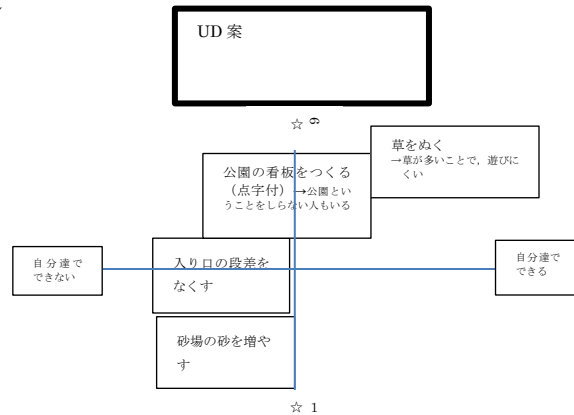 UD 案
☆ 6
草をぬく
→草が多いことで，遊びに
くい
公園の看板をつくる
（点字付）→公園とい
うことをしらない人もいる
自分達で
できない
入り口の段差を
なくす
自分達で
できる
砂場の砂を増や
す
☆ 1